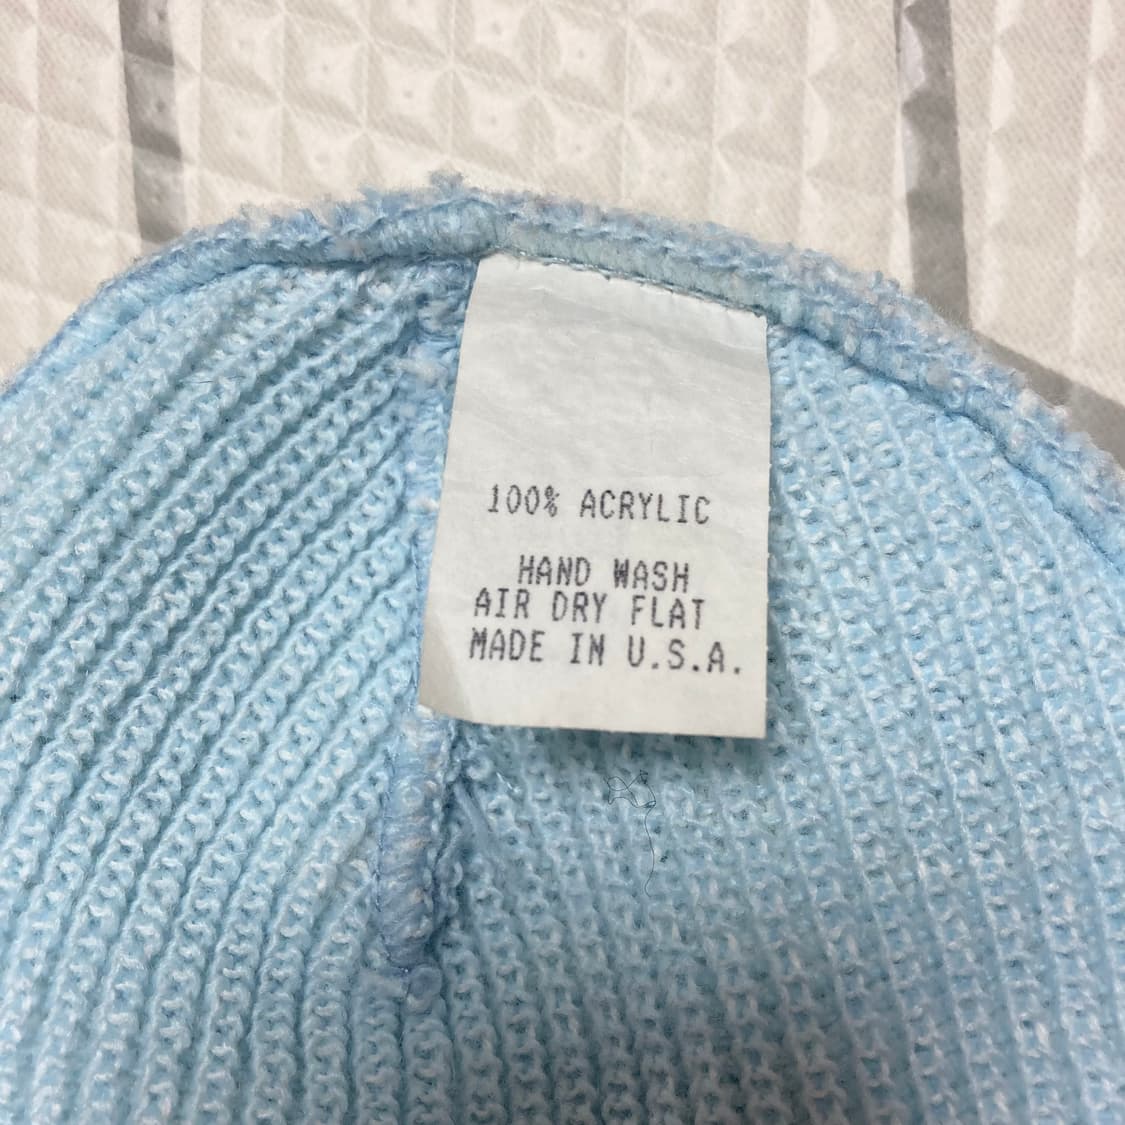 100% ACRYLIC
HAND WASH
AIR DRY FLAT
MADE IN U.S.A.